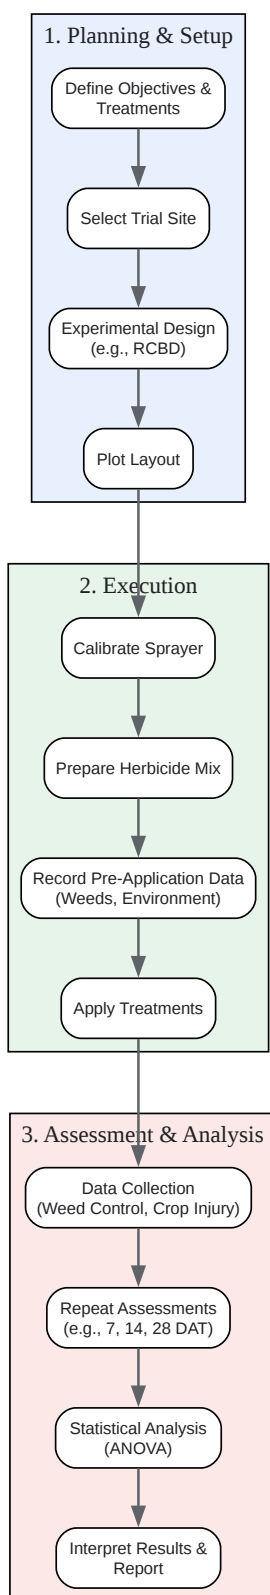 1. Planning & Setup
Define Objectives &
Treatments
Select Trial Site
Experimental Design
(e.g., RCBD)
Plot Layout
2. Execution
Calibrate Sprayer
Prepare Herbicide Mix
Record Pre-Application Data
(Weeds, Environment)
Apply Treatments
3. Assessment & Analysis
Data Collection
(Weed Control, Crop Injury)
Repeat Assessments
(e.g., 7, 14, 28 DAT)
Statistical Analysis
(ANOVA)
Interpret Results &
Report